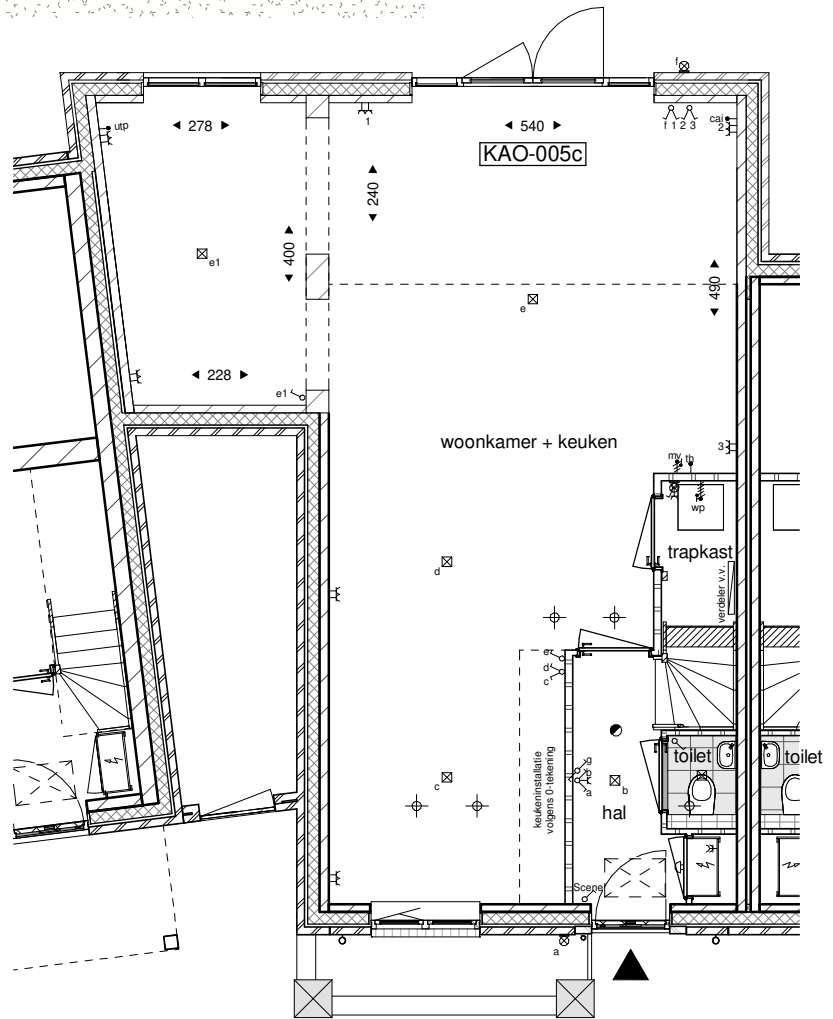 f
utp
278
1
540
f 1 2 3
cai
2
KAO-005c
240
400
e1
490
e
228
e1
woonkamer + keuken
3
mv
th
wp
trapkast
d
verdeler v.v.
e
d
c
toilet
toilet
g
b
a
b
c
keukeninstallatie
volgens 0-tekening
hal
Scene
a